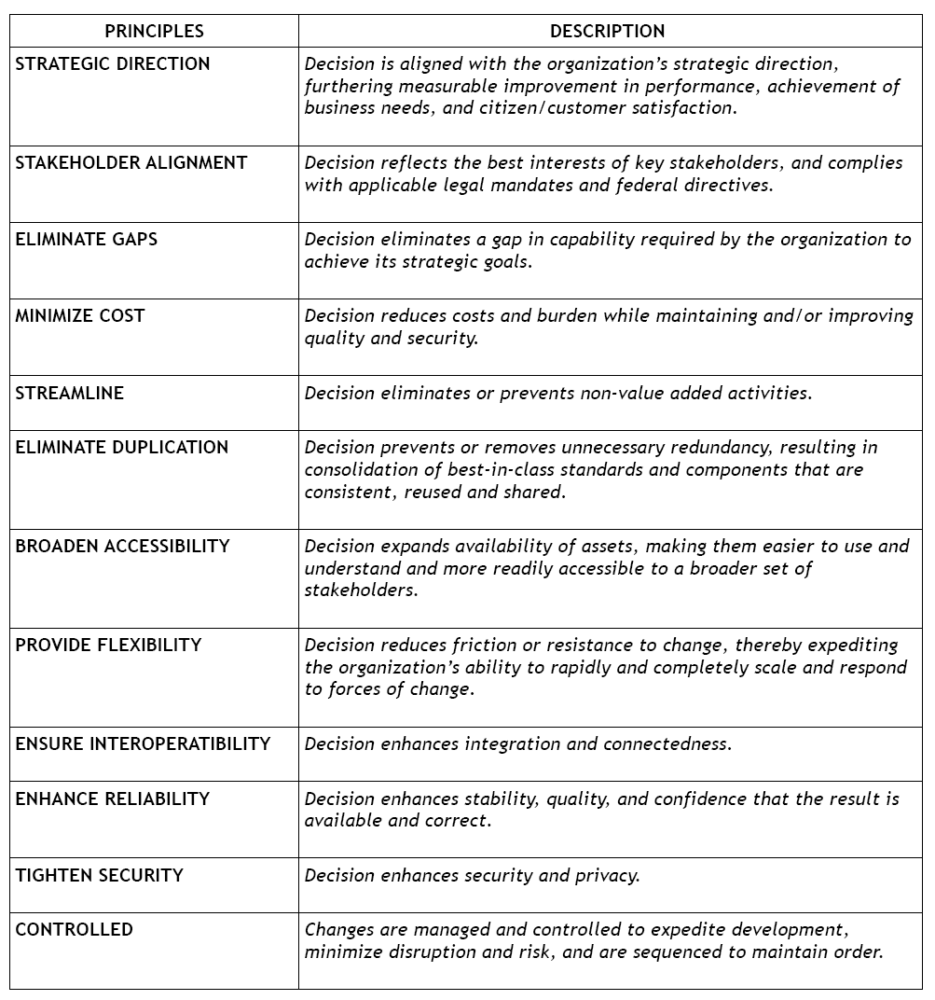 PRINCIPLES
DESCRIPTION
STRATEGIC DIRECTION
Decision is aligned with the organization’s strategic direction,
furthering measurable improvement in performance, achievement of
business needs, and citizen/customer satisfaction.
STAKEHOLDER ALIGNMENT
Decision reflects the best interests of key stakeholders, and complies
with applicable legal mandates and federal directives.
ELIMINATE GAPS
Decision eliminates a gap in capability required by the organization to
achieve its strategic goals.
MINIMIZE COST
Decision reduces costs and burden while maintaining and/or improving
quality and security.
STREAMLINE
Decision eliminates or prevents non-value added activities.
ELIMINATE DUPLICATION
Decision prevents or removes unnecessary redundancy, resulting in
consolidation of best-in-class standards and components that are
consistent, reused and shared.
BROADEN ACCESSIBILITY
Decision expands availability of assets, making them easier to use and
understand and more readily accessible to a broader set of
stakeholders.
PROVIDE FLEXIBILITY
Decision reduces friction or resistance to change, thereby expediting
the organization’s ability to rapidly and completely scale and respond
to forces of change.
ENSURE INTEROPERATIBILITY
Decision enhances integration and connectedness.
ENHANCE RELIABILITY
Decision enhances stability, quality, and confidence that the result is
available and correct.
TIGHTEN SECURITY
Decision enhances security and privacy.
CONTROLLED
Changes are managed and controlled to expedite development,
minimize disruption and risk, and are sequenced to maintain order.